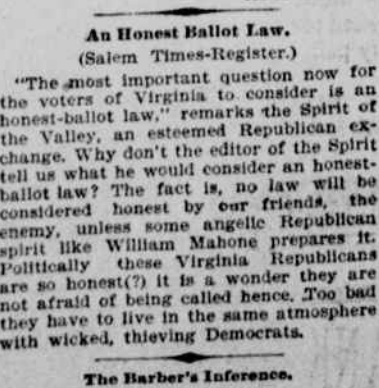 An Honest Ballot Law.
(Salem Times-Register.)
"The most important question now for
the voters of Virginia to consider is an
honest-ballot law," remarks the Spirit of
the Valley, an esteemed Republican ex-
change. Why don't the editor of the Spirit
tell us what he would consider an honest-
ballot law? The fact is, no law will be
considered honest by our friends, the
enemy, unless some angelic Republican
spirit like William Mahone prepares it.
Politically these Virginia Republicans
are so honest(?) it is a wonder they are
not afraid of being called hence. Too bad
they have to live in the same atmosphere
with wicked, thieving Democrats.
The Barber's Inference.